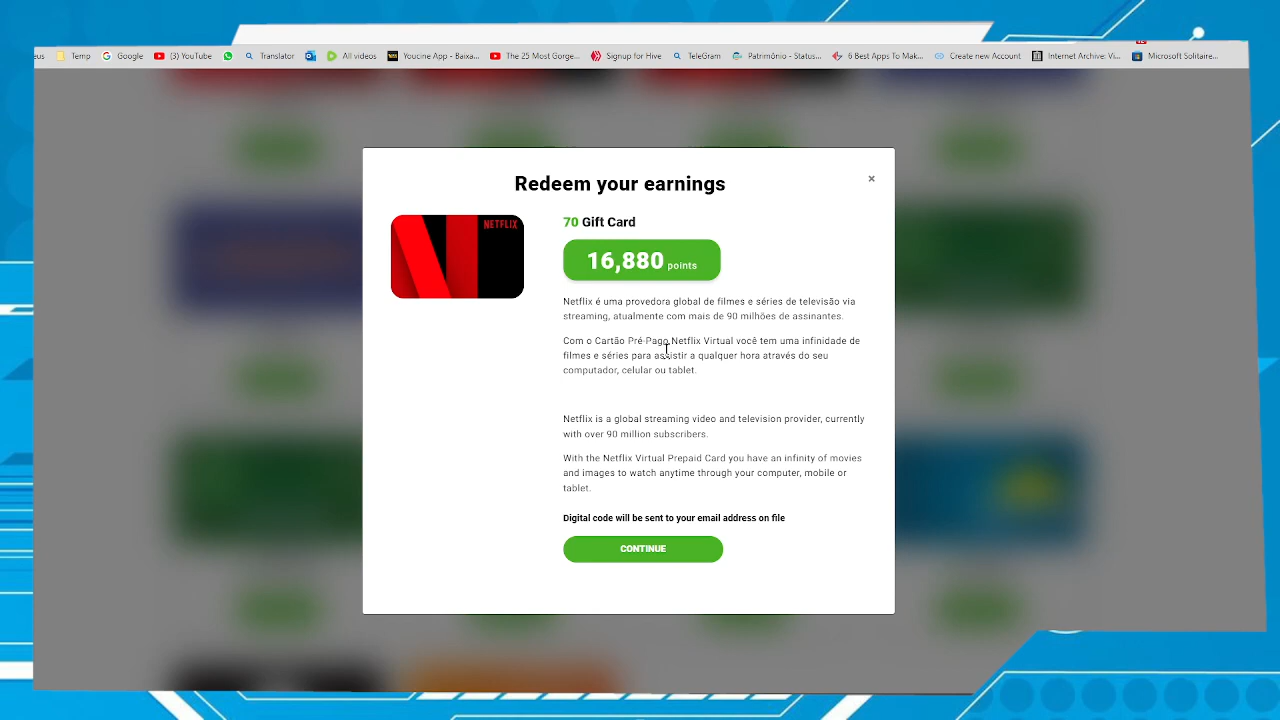 eus Temp Google (3) YouTube Translator All videos Youcine App - Baixa... The 25 Most Gorge... Signup for Hive TeleGram Patrimônio - Status... 6 Best Apps To Mak... Create new Account Internet Archive: Vi... Microsoft Solitaire...
Redeem your earnings
×
NETFLIX
70 Gift Card
16,880 points
Netflix é uma provedora global de filmes e séries de televisão via
streaming, atualmente com mais de 90 milhões de assinantes.
Com o Cartão Pré-Pago Netflix Virtual você tem uma infinidade de
filmes e séries para assistir a qualquer hora através do seu
computador, celular ou tablet.
Netflix is a global streaming video and television provider, currently
with over 90 million subscribers.
With the Netflix Virtual Prepaid Card you have an infinity of movies
and images to watch anytime through your computer, mobile or
tablet.
Digital code will be sent to your email address on file
CONTINUE